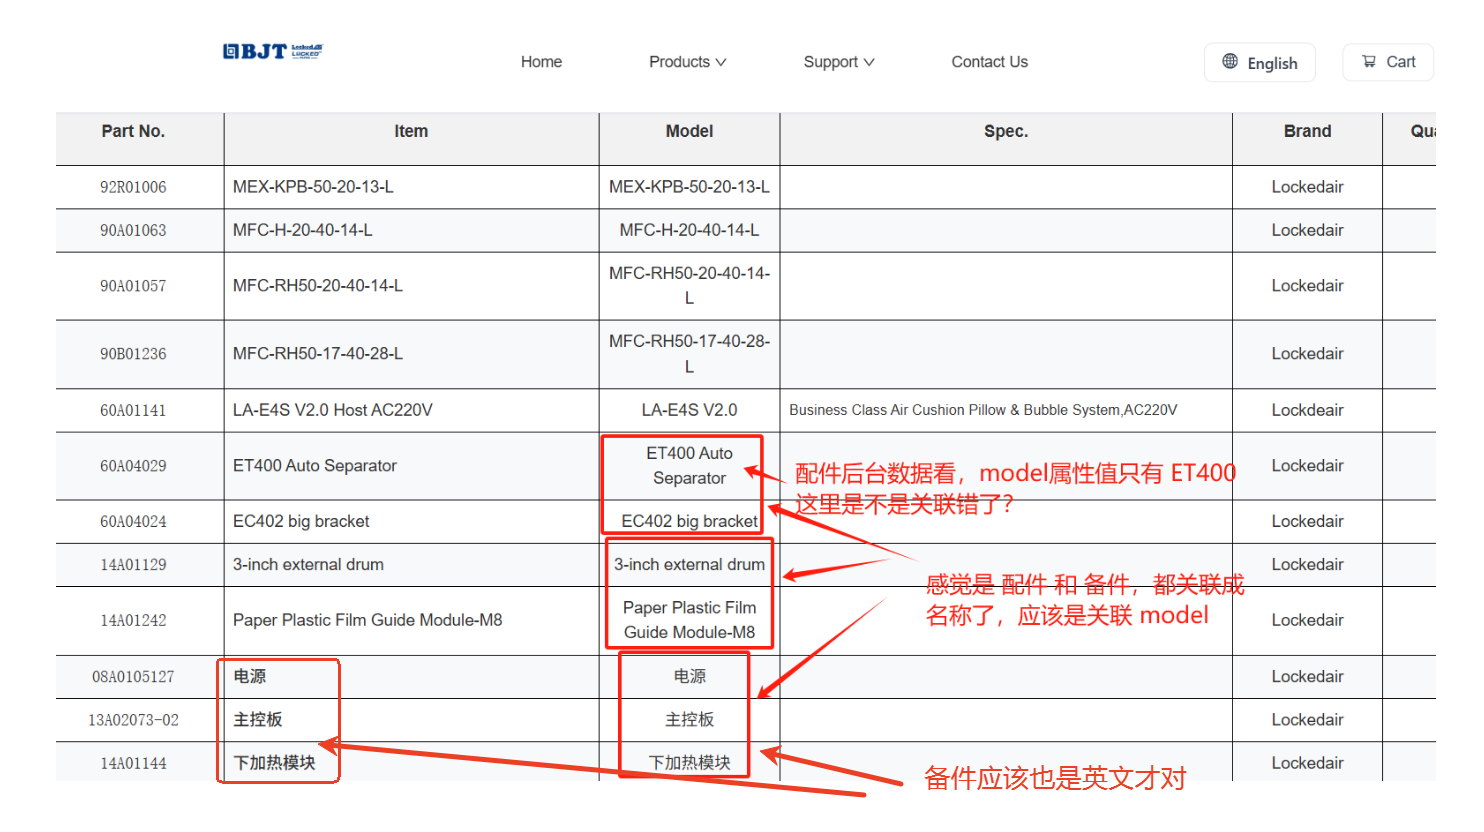 BJT LockedAir LOCKED
Home Products Support Contact Us English Cart
Part No. Item Model Spec. Brand
92R01006 MEX-KPB-50-20-13-L MEX-KPB-50-20-13-L Lockedair
90A01063 MFC-H-20-40-14-L MFC-H-20-40-14-L Lockedair
90A01057 MFC-RH50-20-40-14-L MFC-RH50-20-40-14- Lockedair
L
90B01236 MFC-RH50-17-40-28-L MFC-RH50-17-40-28- Lockedair
L
60A01141 LA-E4S V2.0 Host AC220V LA-E4S V2.0 Business Class Air Cushion Pillow & Bubble System,AC220V Lockdeair
60A04029 ET400 Auto Separator ET400 Auto Lockedair
Separator
配件后台数据看，model属性值只有 ET400
这里是不是关联错了？
60A04024 EC402 big bracket EC402 big bracket Lockedair
14A01129 3-inch external drum 3-inch external drum Lockedair
感觉是 配件 和 备件，都关联成
名称了，应该是关联 model
14A01242 Paper Plastic Film Guide Module-M8 Paper Plastic Film Lockedair
Guide Module-M8
08A0105127 电源 电源 Lockedair
13A02073-02 主控板 主控板 Lockedair
14A01144 下加热模块 下加热模块 Lockedair
备件应该也是英文才对